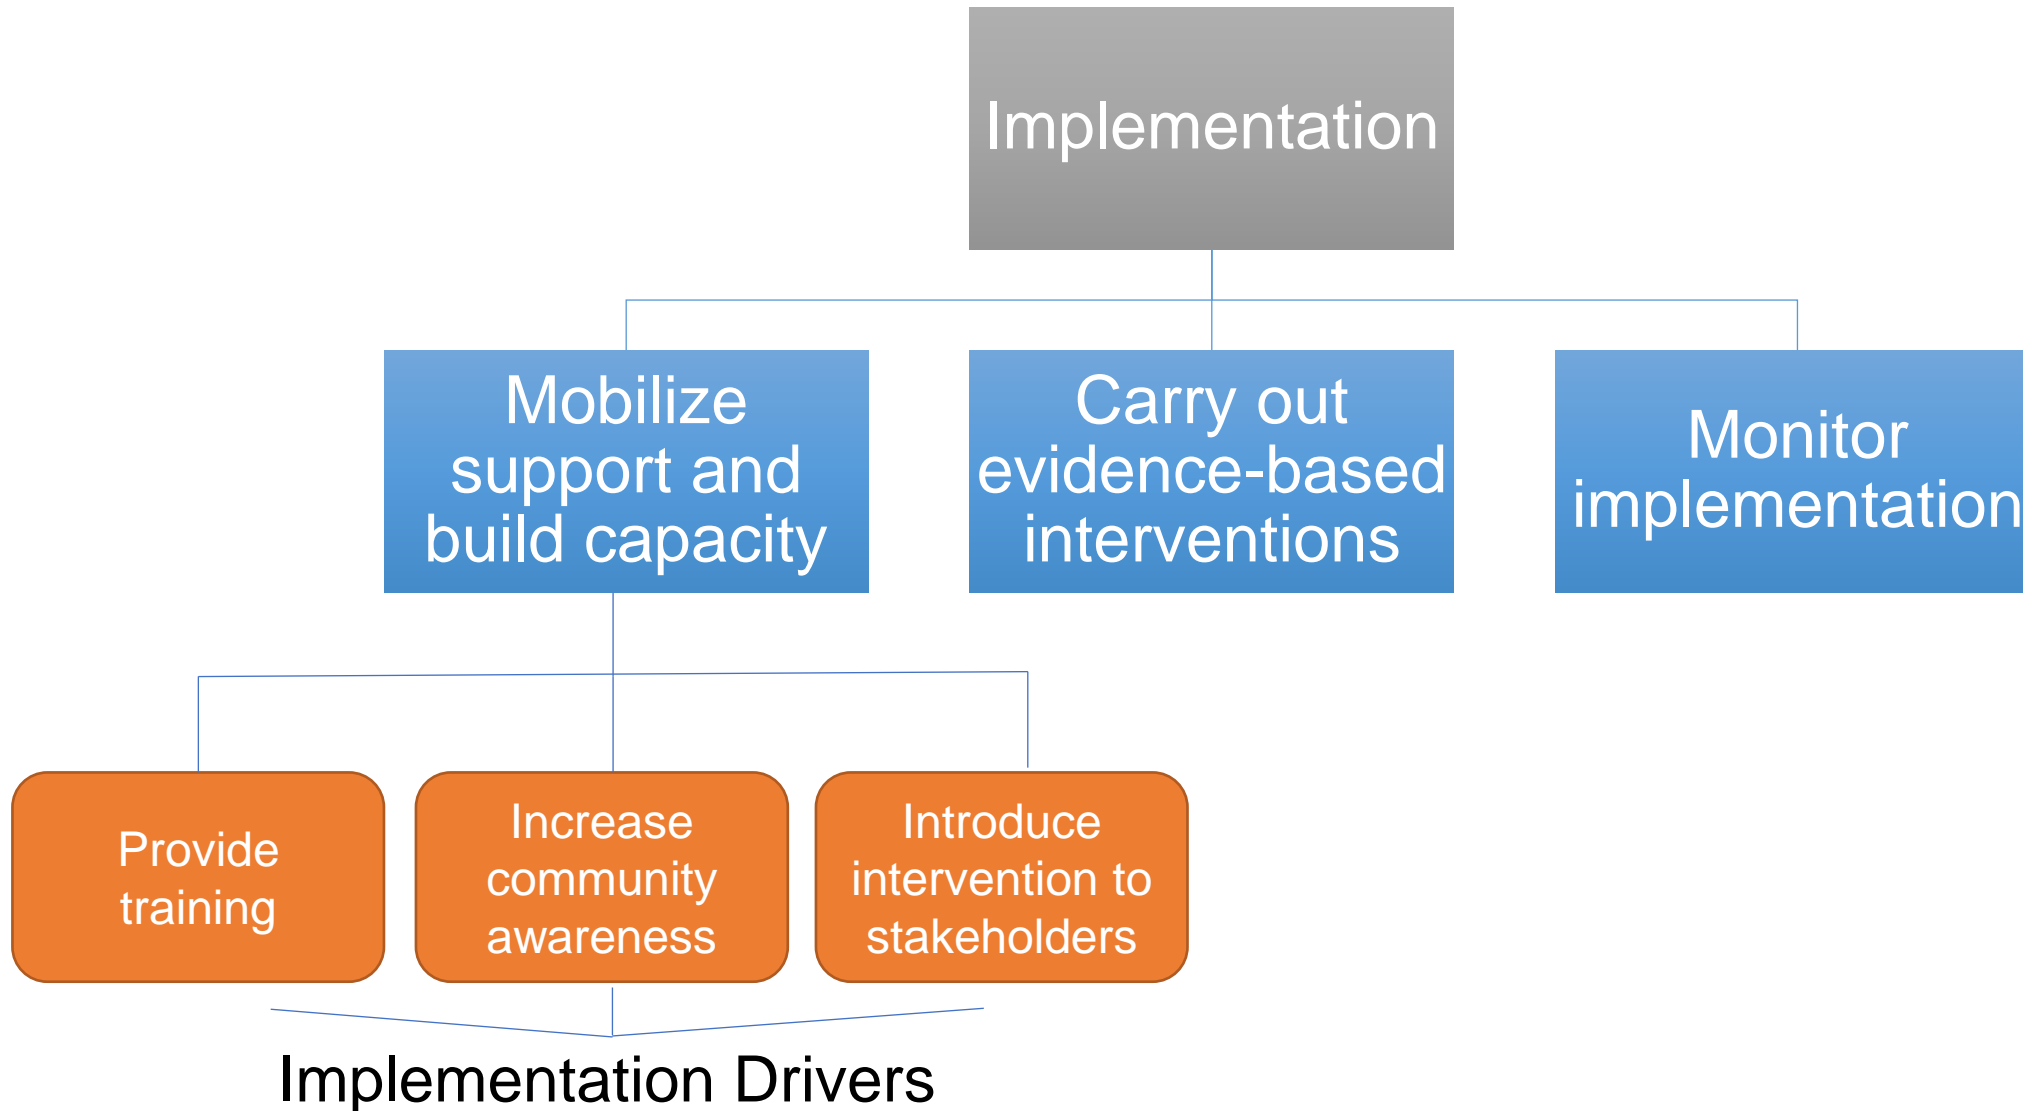 Implementation
Mobilize
support and
build capacity
Carry out
evidence-based
interventions
Monitor
implementation
Provide
training
Increase
community
awareness
Introduce
intervention to
stakeholders
Implementation Drivers